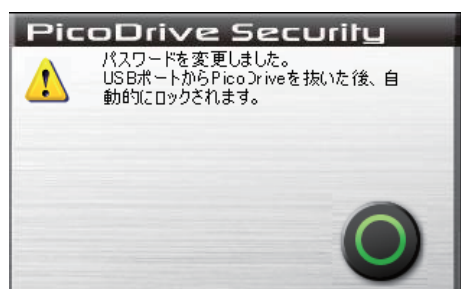 PicoDrive Security
パスワードを変更しました。
USBポートからPicoDriveを抜いた後、自
動的にロックされます。